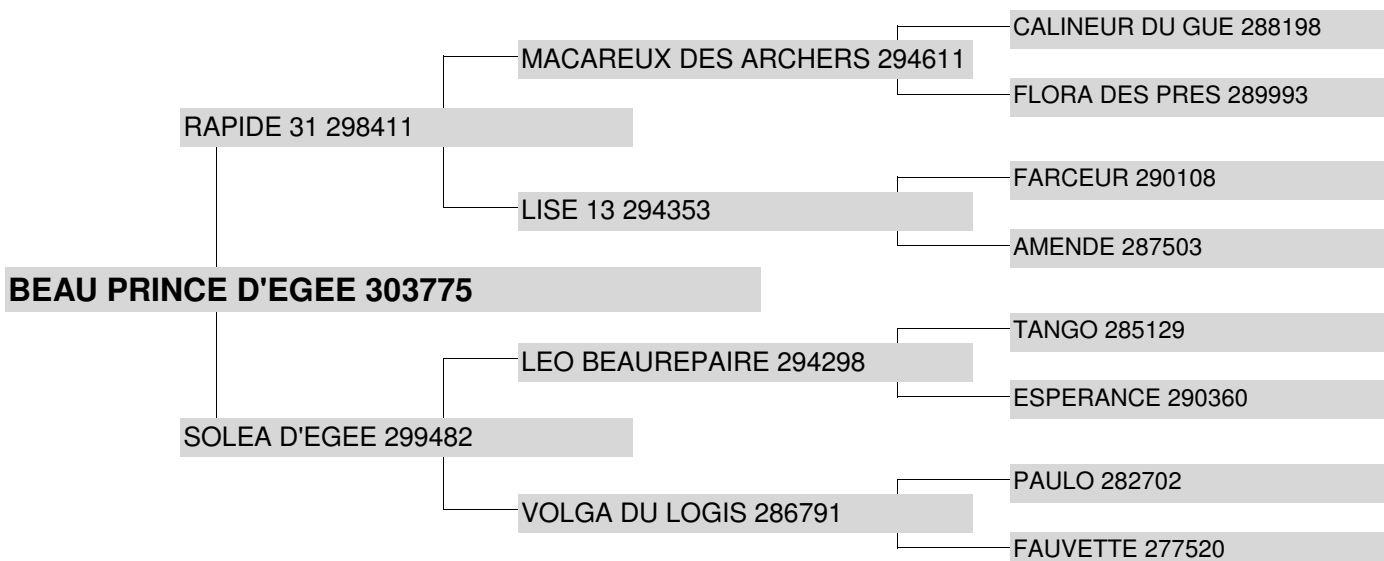 CALINEUR DU GUE 288198
MACAREUX DES ARCHERS 294611
FLORA DES PRES 289993
RAPIDE 31 298411
FARCEUR 290108
LISE 13 294353
AMENDE 287503
BEAU PRINCE D'EGEE 303775
TANGO 285129
LEO BEAUREPAIRE 294298
ESPERANCE 290360
SOLEA D'EGEE 299482
PAULO 282702
VOLGA DU LOGIS 286791
FAUVETTE 277520